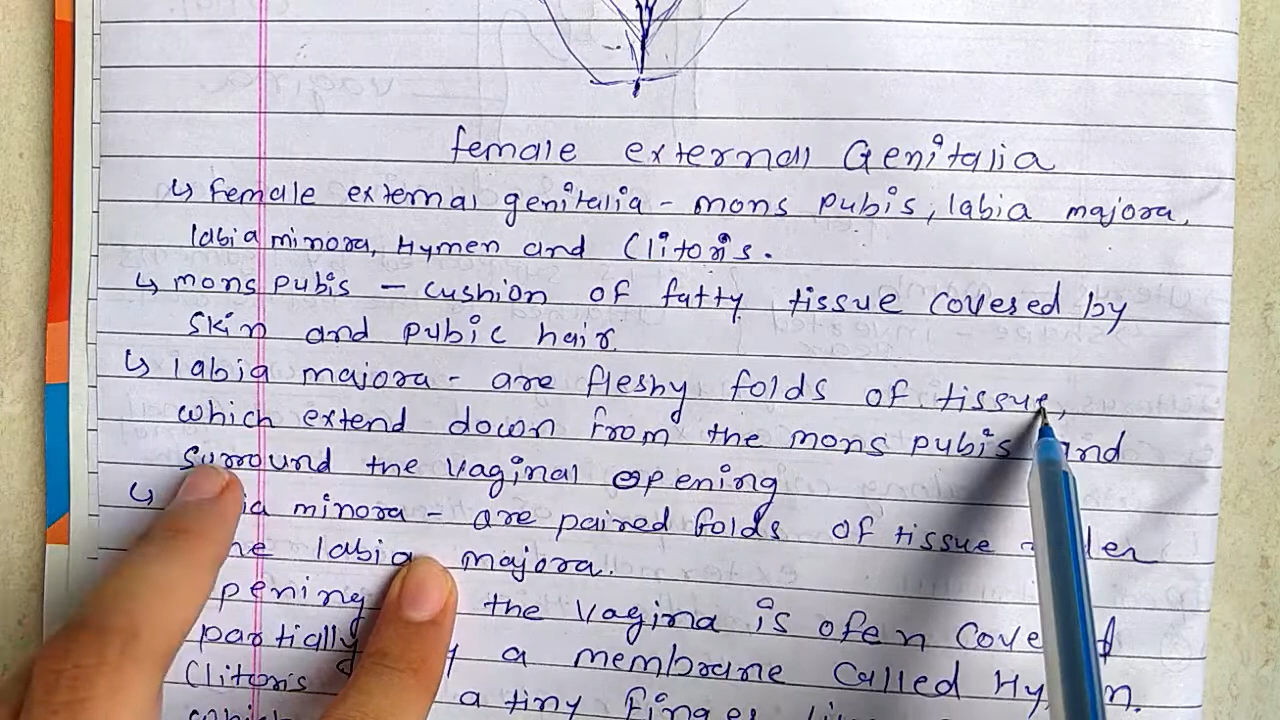 female external Genitalia
↳ Female external genitalia - mons pubis, labia majora,
labia minora, Hymen and Clitoris.
↳ mons pubis - cushion of fatty tissue covered by
skin and pubic hair
↳ labia majora - are fleshy folds of tissue,
which extend down from the mons pubis and
surround the vaginal opening
↳ minora - are paired folds of tissue
labia majora.
the vagina is ofen
partially a membrane called
Clitoris a tiny